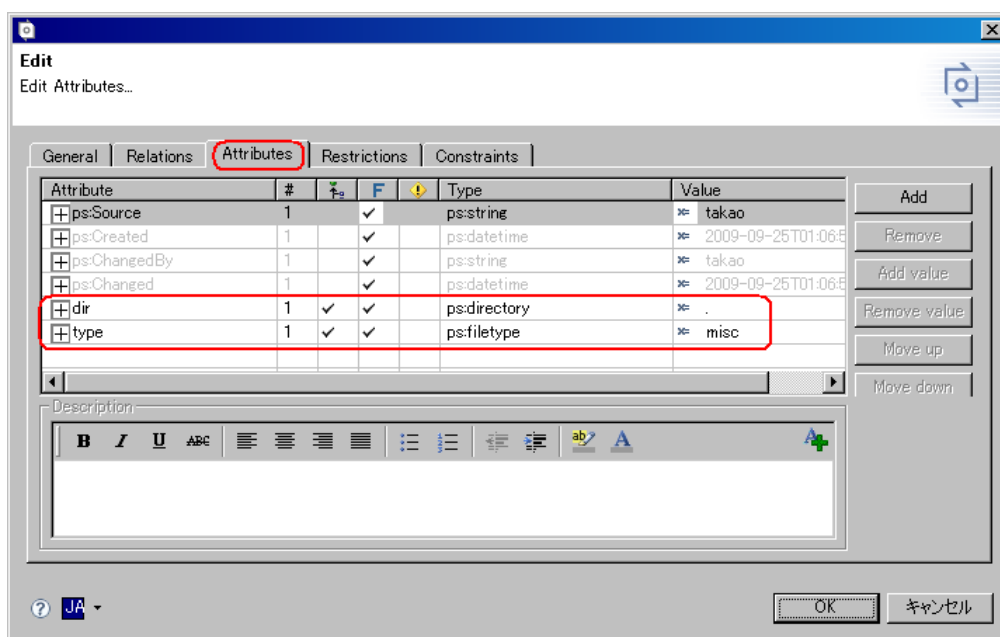 Edit
Edit Attributes...
General Relations Attributes Restrictions Constraints
Attribute # F Type Value
ps:Source 1 ps:string takao
ps:Created 1 ps:datetime 2009-09-25T01:06:5
ps:ChangedBy 1 ps:string takao
ps:Changed 1 ps:datetime 2009-09-25T01:06:5
dir 1 ps:directory .
type 1 ps:filetype misc
Add
Remove
Add value
Remove value
Move up
Move down
Description
B I U ABC ab A A
JA
OK キャンセル